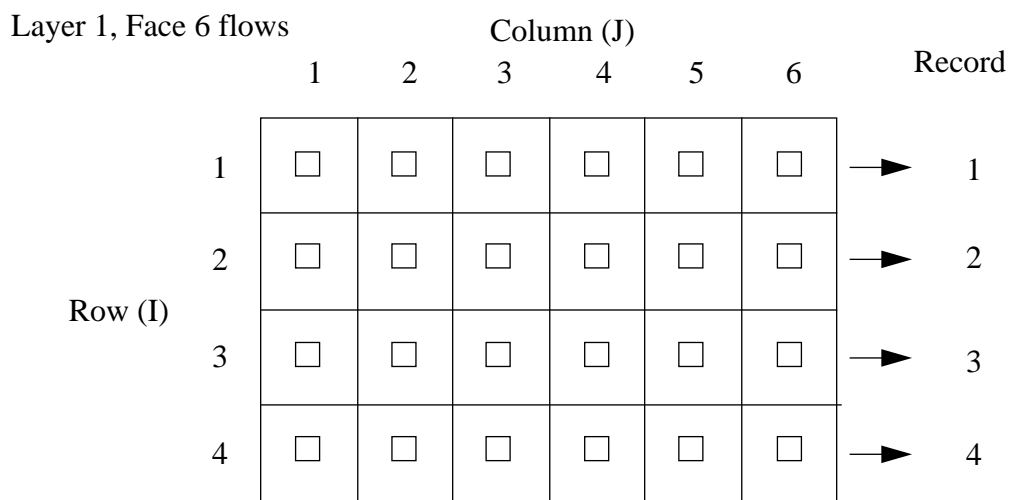 Layer 1, Face 6 flows
Column (J)
1 2 3 4 5 6
Record
1 1
2 2
Row (I)
3 3
4 4